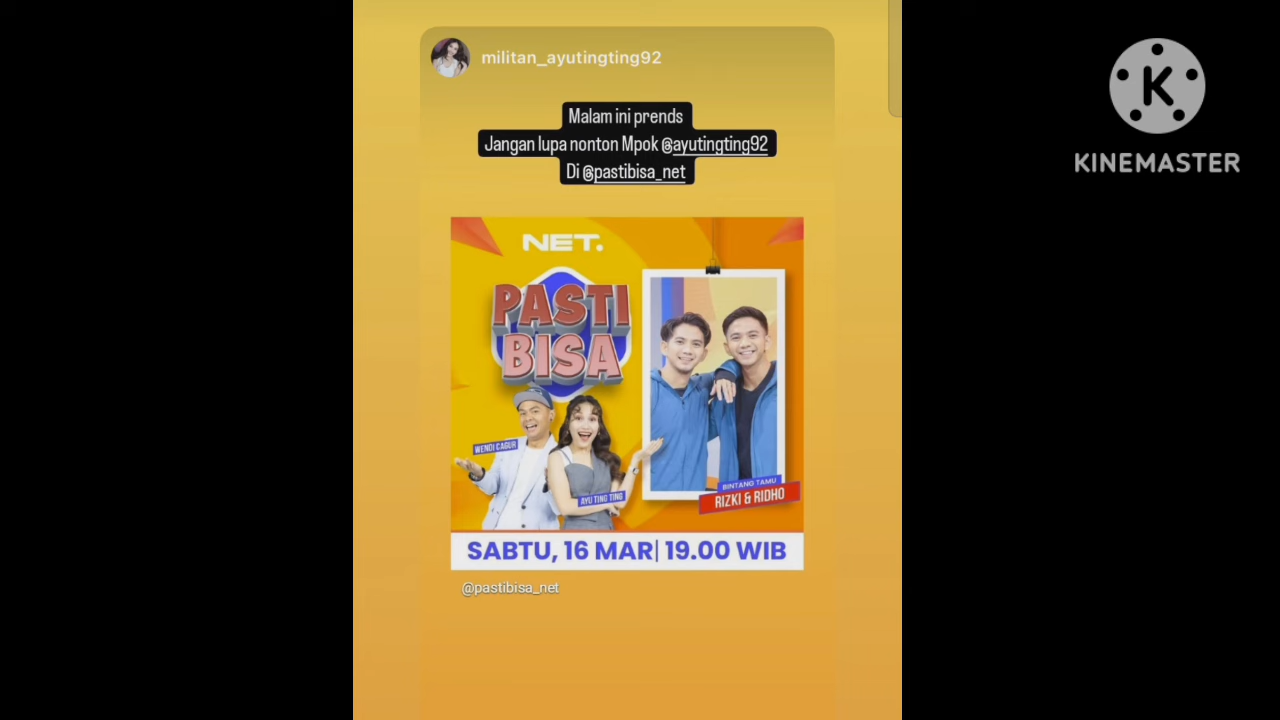 militan_ayutingting92
Malam ini prends
Jangan lupa nonton Mpok @ayutingting92
Di @pastibisa_net
NET.
PASTI
BISA
WENDI CAGUR
AYU TING TING
BINTANG TAMU
RIZKI & RIDHO
SABTU, 16 MAR| 19.00 WIB
@pastibisa_net
K
KINEMASTER